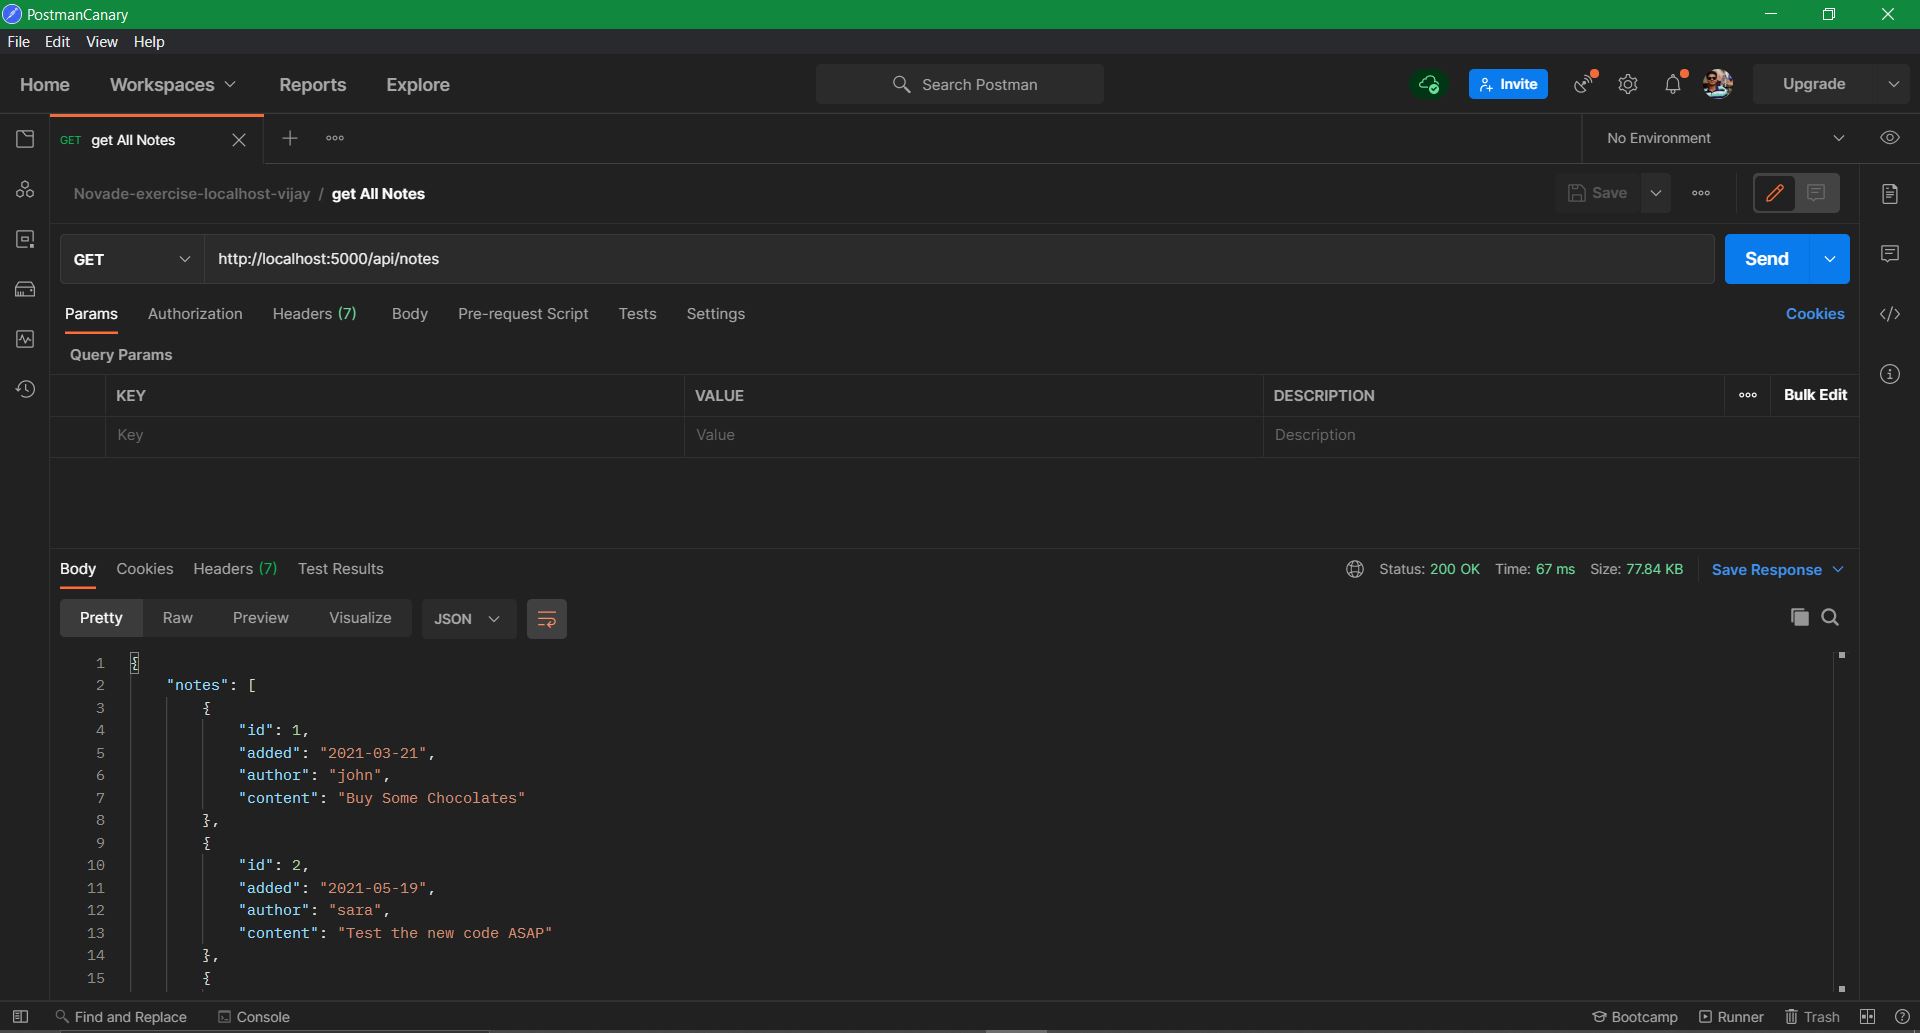 PostmanCanary
File Edit View Help
Home Workspaces Reports Explore Search Postman Invite Upgrade
GET get All Notes No Environment
Novade-exercise-localhost-vijay / get All Notes Save
GET http://localhost:5000/api/notes Send
Params Authorization Headers (7) Body Pre-request Script Tests Settings Cookies
Query Params
KEY VALUE DESCRIPTION Bulk Edit
Key Value Description
Body Cookies Headers (7) Test Results Status: 200 OK Time: 67 ms Size: 77.84 KB Save Response
Pretty Raw Preview Visualize JSON
1 {
2 "notes": [
3 {
4 "id": 1,
5 "added": "2021-03-21",
6 "author": "john",
7 "content": "Buy Some Chocolates"
8 },
9 {
10 "id": 2,
11 "added": "2021-05-19",
12 "author": "sara",
13 "content": "Test the new code ASAP"
14 },
15 {
Find and Replace Console Bootcamp Runner Trash